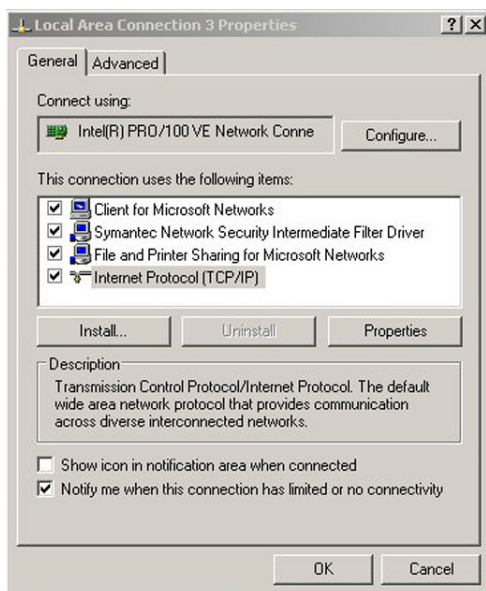 Local Area Connection 3 Properties
General
Advanced
Connect using:
Intel(R) PRO/100 VE Network Conne
Configure...
This connection uses the following items:
Client for Microsoft Networks
Symantec Network Security Intermediate Filter Driver
File and Printer Sharing for Microsoft Networks
Internet Protocol (TCP/IP)
Install...
Uninstall
Properties
Description
Transmission Control Protocol/Internet Protocol. The default
wide area network protocol that provides communication
across diverse interconnected networks.
Show icon in notification area when connected
Notify me when this connection has limited or no connectivity
OK
Cancel